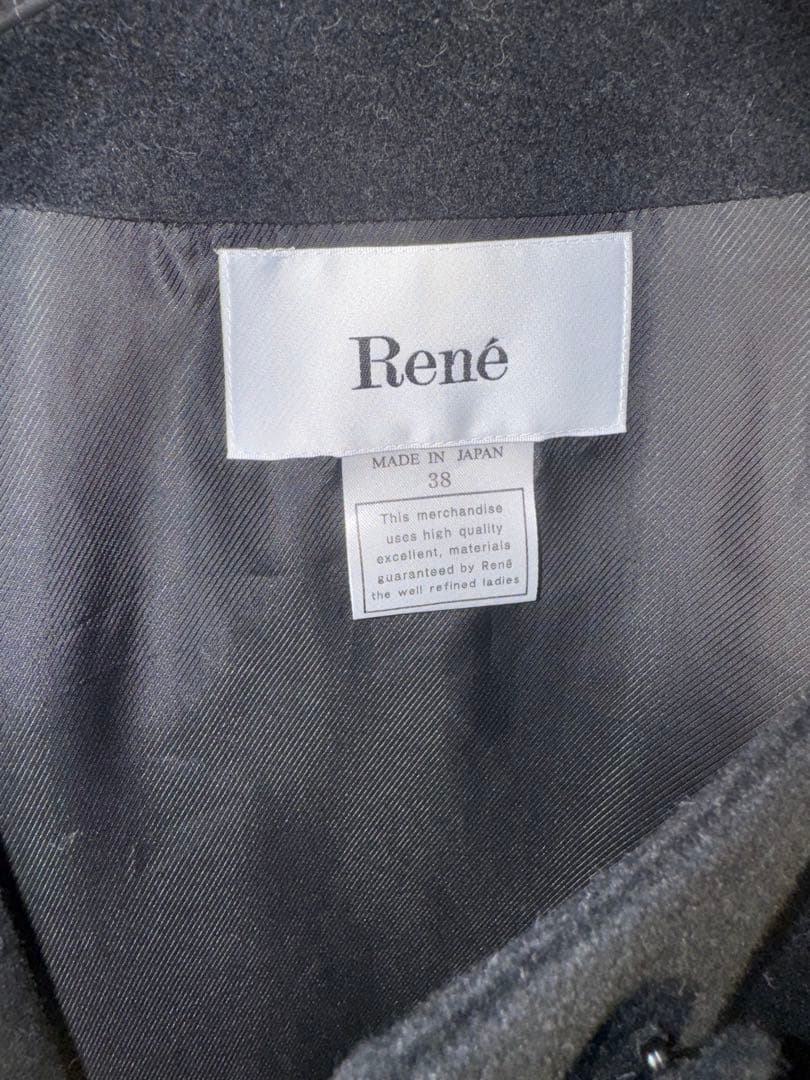 René
MADE IN JAPAN
38
This merchandise
uses high quality
excellent, materials
guaranteed by René
the well refined ladies